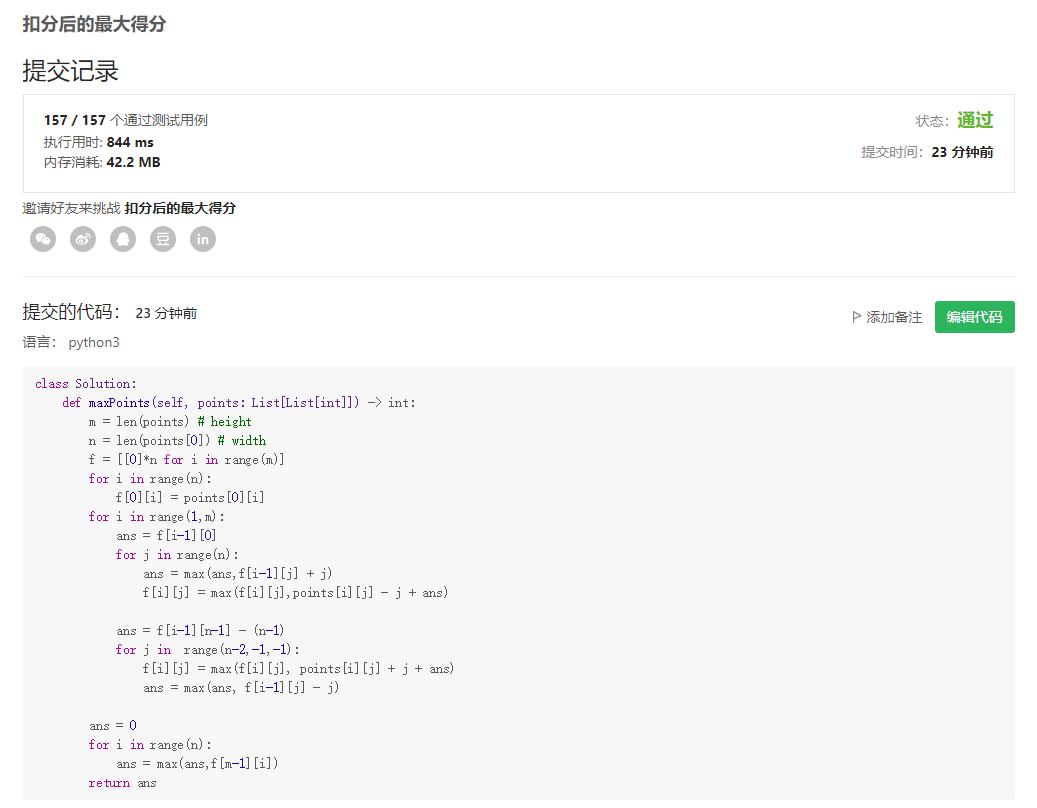 扣分后的最大得分
提交记录
157 / 157 个通过测试用例
状态：通过
执行用时: 844 ms
提交时间：23 分钟前
内存消耗: 42.2 MB
邀请好友来挑战 扣分后的最大得分
豆
in
提交的代码： 23 分钟前
添加备注
编辑代码
语言： python3
class Solution:
    def maxPoints(self, points: List[List[int]]) -> int:
        m = len(points) # height
        n = len(points[0]) # width
        f = [[0]*n for i in range(m)]
        for i in range(n):
            f[0][i] = points[0][i]
        for i in range(1,m):
            ans = f[i-1][0]
            for j in range(n):
                ans = max(ans,f[i-1][j] + j)
                f[i][j] = max(f[i][j],points[i][j] - j + ans)
            ans = f[i-1][n-1] - (n-1)
            for j in  range(n-2,-1,-1):
                f[i][j] = max(f[i][j], points[i][j] + j + ans)
                ans = max(ans, f[i-1][j] - j)
        ans = 0
        for i in range(n):
            ans = max(ans,f[m-1][i])
        return ans